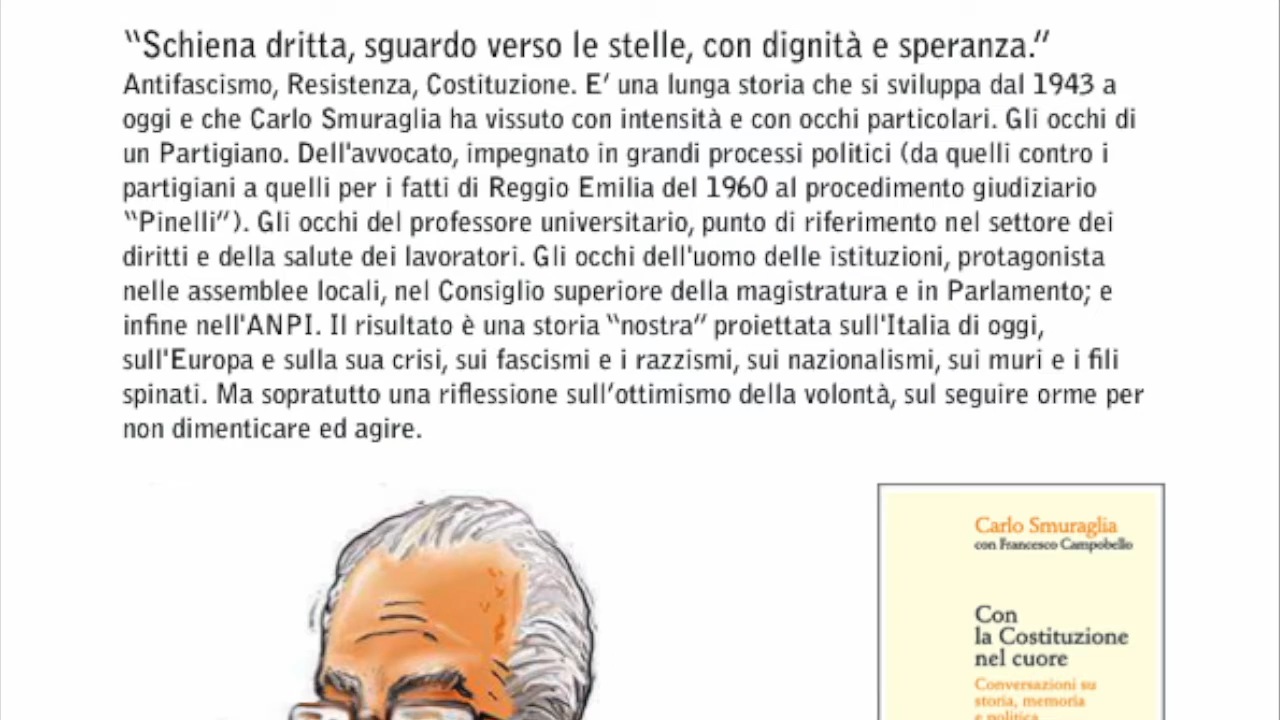 “Schiena dritta, sguardo verso le stelle, con dignità e speranza.”
Antifascismo, Resistenza, Costituzione. E’ una lunga storia che si sviluppa dal 1943 a
oggi e che Carlo Smuraglia ha vissuto con intensità e con occhi particolari. Gli occhi di
un Partigiano. Dell'avvocato, impegnato in grandi processi politici (da quelli contro i
partigiani a quelli per i fatti di Reggio Emilia del 1960 al procedimento giudiziario
“Pinelli”). Gli occhi del professore universitario, punto di riferimento nel settore dei
diritti e della salute dei lavoratori. Gli occhi dell'uomo delle istituzioni, protagonista
nelle assemblee locali, nel Consiglio superiore della magistratura e in Parlamento; e
infine nell'ANPI. Il risultato è una storia “nostra” proiettata sull'Italia di oggi,
sull'Europa e sulla sua crisi, sui fascismi e i razzismi, sui nazionalismi, sui muri e i fili
spinati. Ma sopratutto una riflessione sull’ottimismo della volontà, sul seguire orme per
non dimenticare ed agire.
Carlo Smuraglia
con Francesco Campobello
Con
la Costituzione
nel cuore
Conversazioni su
storia, memoria
e politica